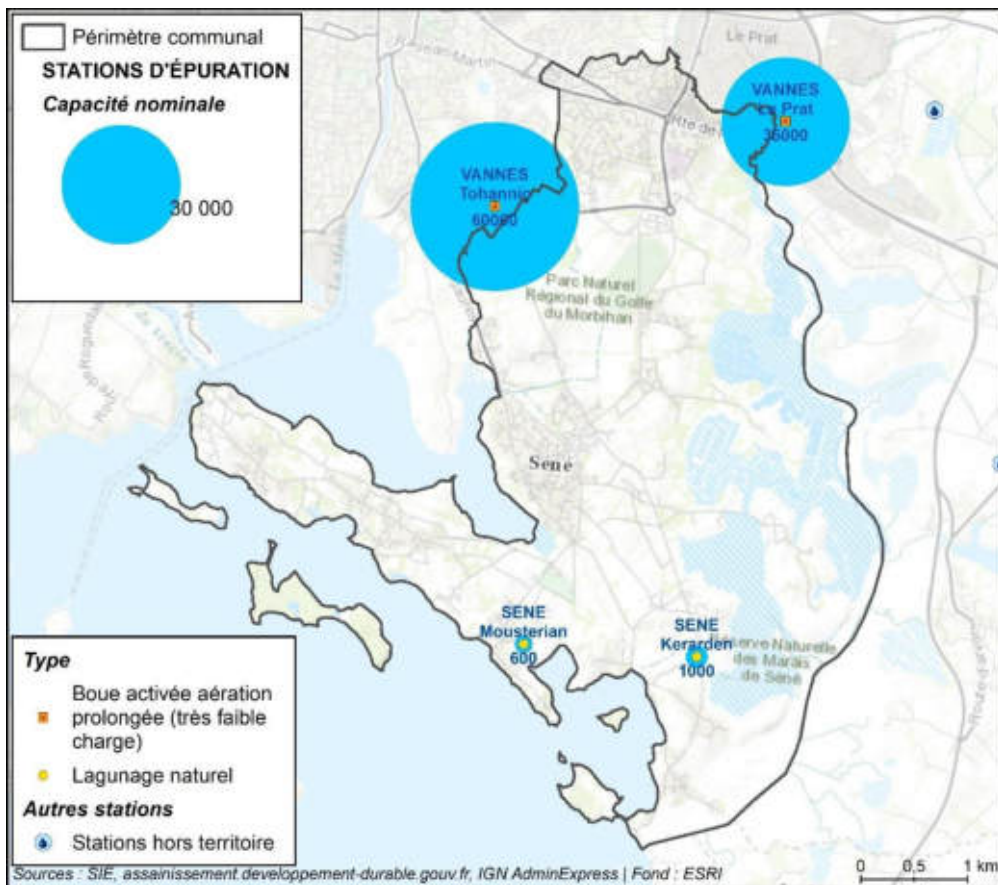 Périmètre communal
STATIONS D'ÉPURATION
Capacité nominale
30 000
Le Prat
VANNES
Le Prat
35000
VANNES
Tohannic
60000
Parc Naturel
Régional du Golfe
du Morbihan
Séné
SENE
Mousterian
600
SENE
Kerarden
1000
Réserve Naturelle
des Marais
de Séné
Type
Boue activée aération
prolongée (très faible
charge)
Lagunage naturel
Autres stations
Stations hors territoire
0 0,5 1 km
Sources : SIE, assainissement.developpement-durable.gouv.fr, IGN AdminExpress | Fond : ESRI